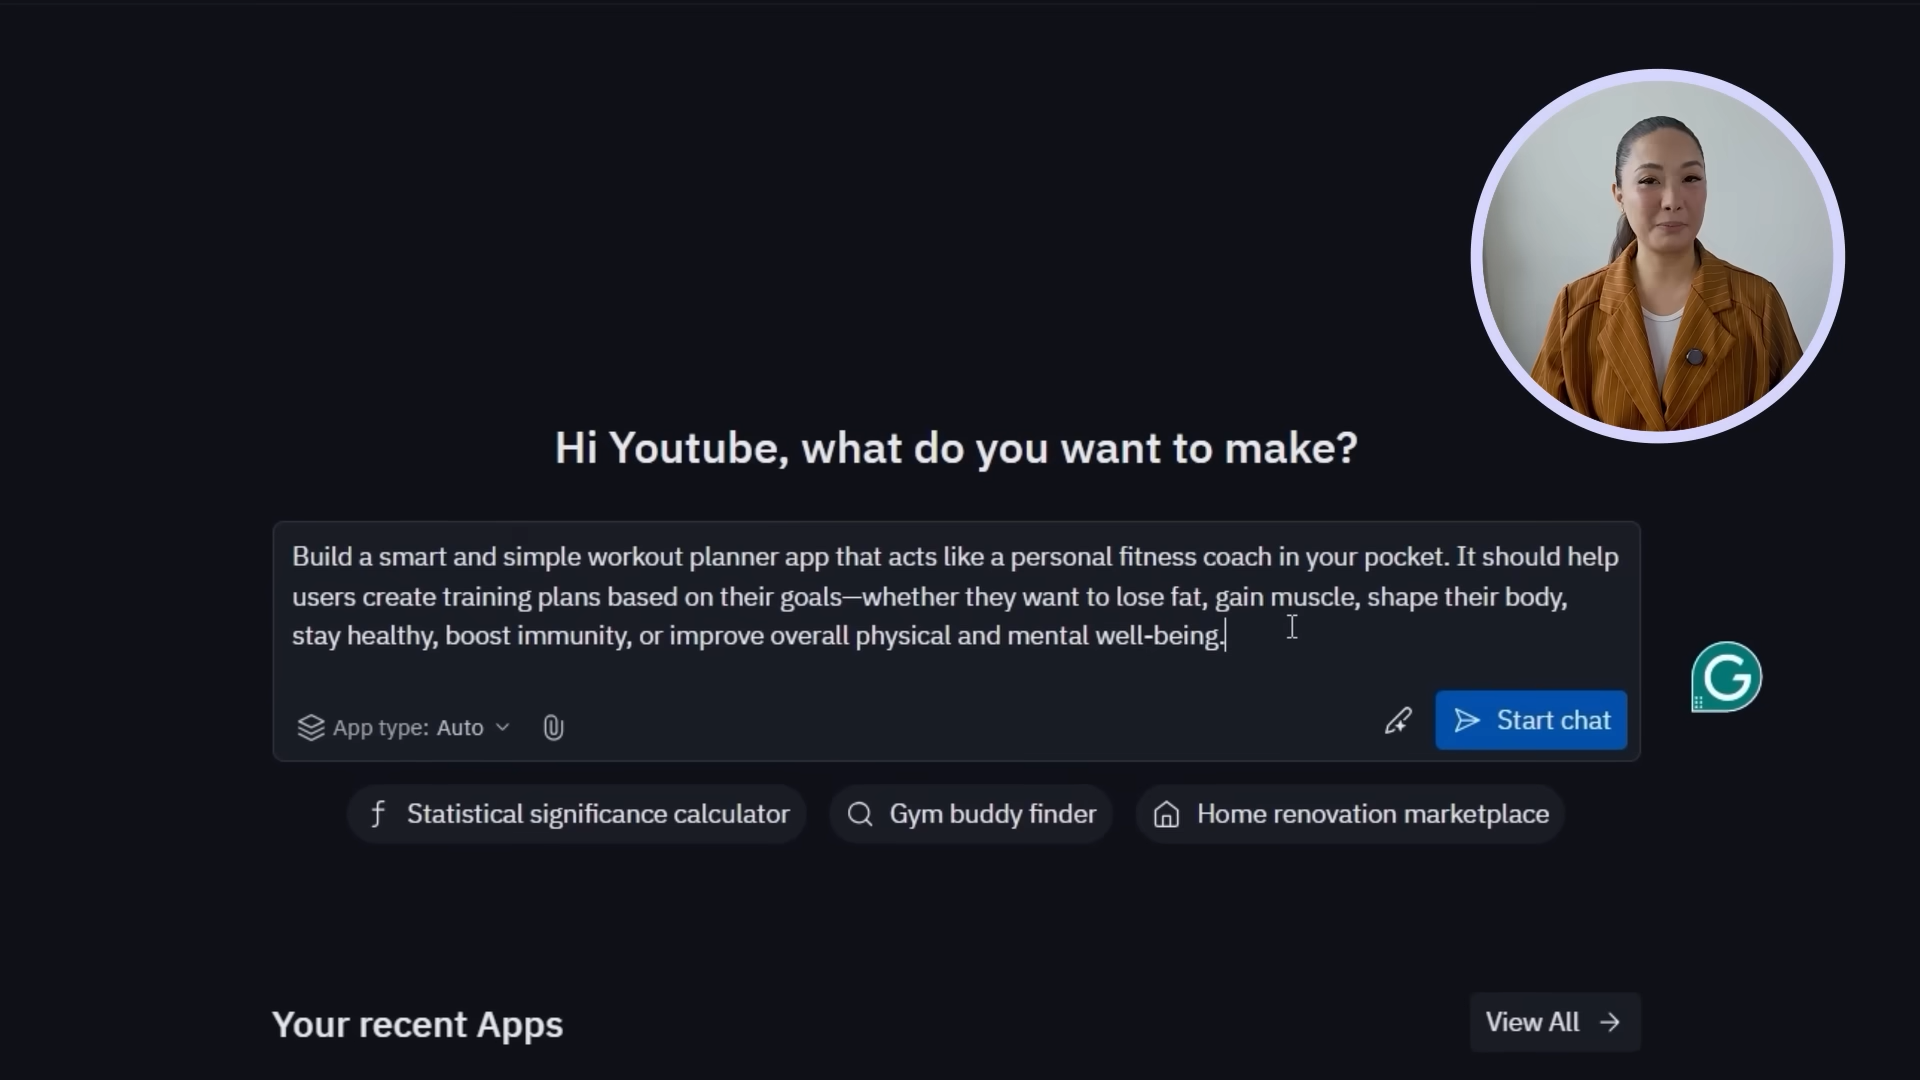 Hi Youtube, what do you want to make?
Build a smart and simple workout planner app that acts like a personal fitness coach in your pocket. It should help
users create training plans based on their goals—whether they want to lose fat, gain muscle, shape their body,
stay healthy, boost immunity, or improve overall physical and mental well-being.
App type: Auto
Start chat
G
Statistical significance calculator
Gym buddy finder
Home renovation marketplace
Your recent Apps
View All